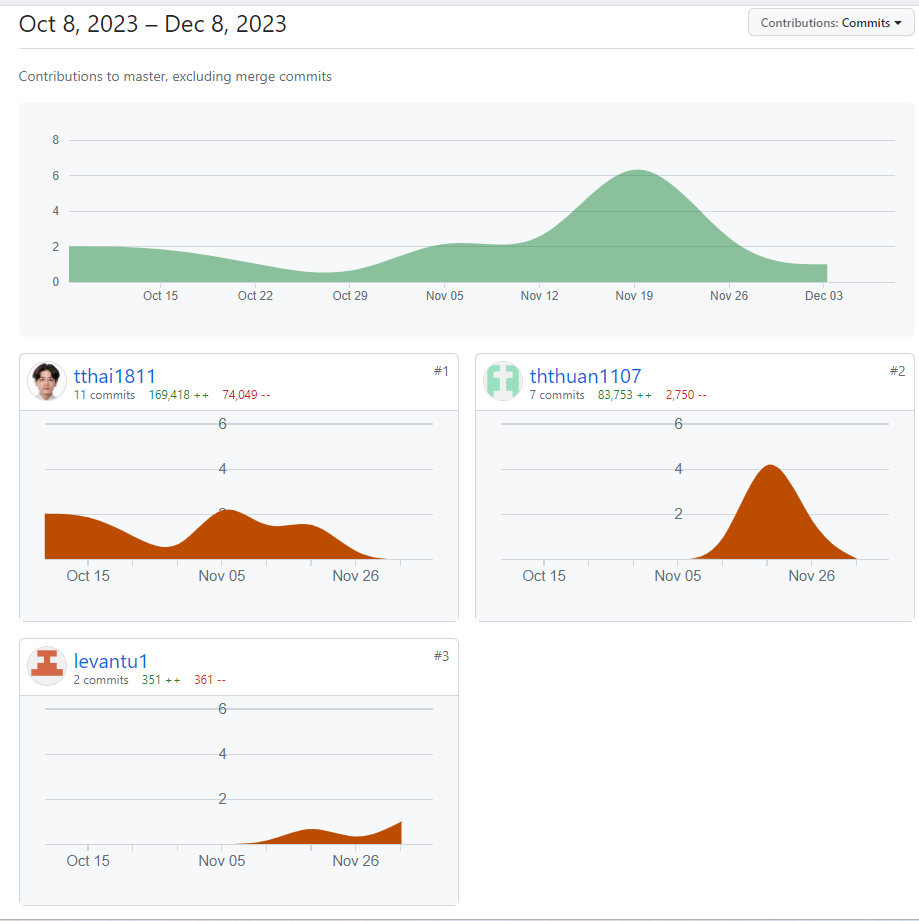 Oct 8, 2023 – Dec 8, 2023
Contributions: Commits
Contributions to master, excluding merge commits
8
6
4
2
0
Oct 15 Oct 22 Oct 29 Nov 05 Nov 12 Nov 19 Nov 26 Dec 03
tthai1811
#1
11 commits 169,418 ++ 74,049 --
6
4
2
Oct 15 Nov 05 Nov 26
ththuan1107
#2
7 commits 83,753 ++ 2,750 --
6
4
2
Oct 15 Nov 05 Nov 26
levantu1
#3
2 commits 351 ++ 361 --
6
4
2
Oct 15 Nov 05 Nov 26